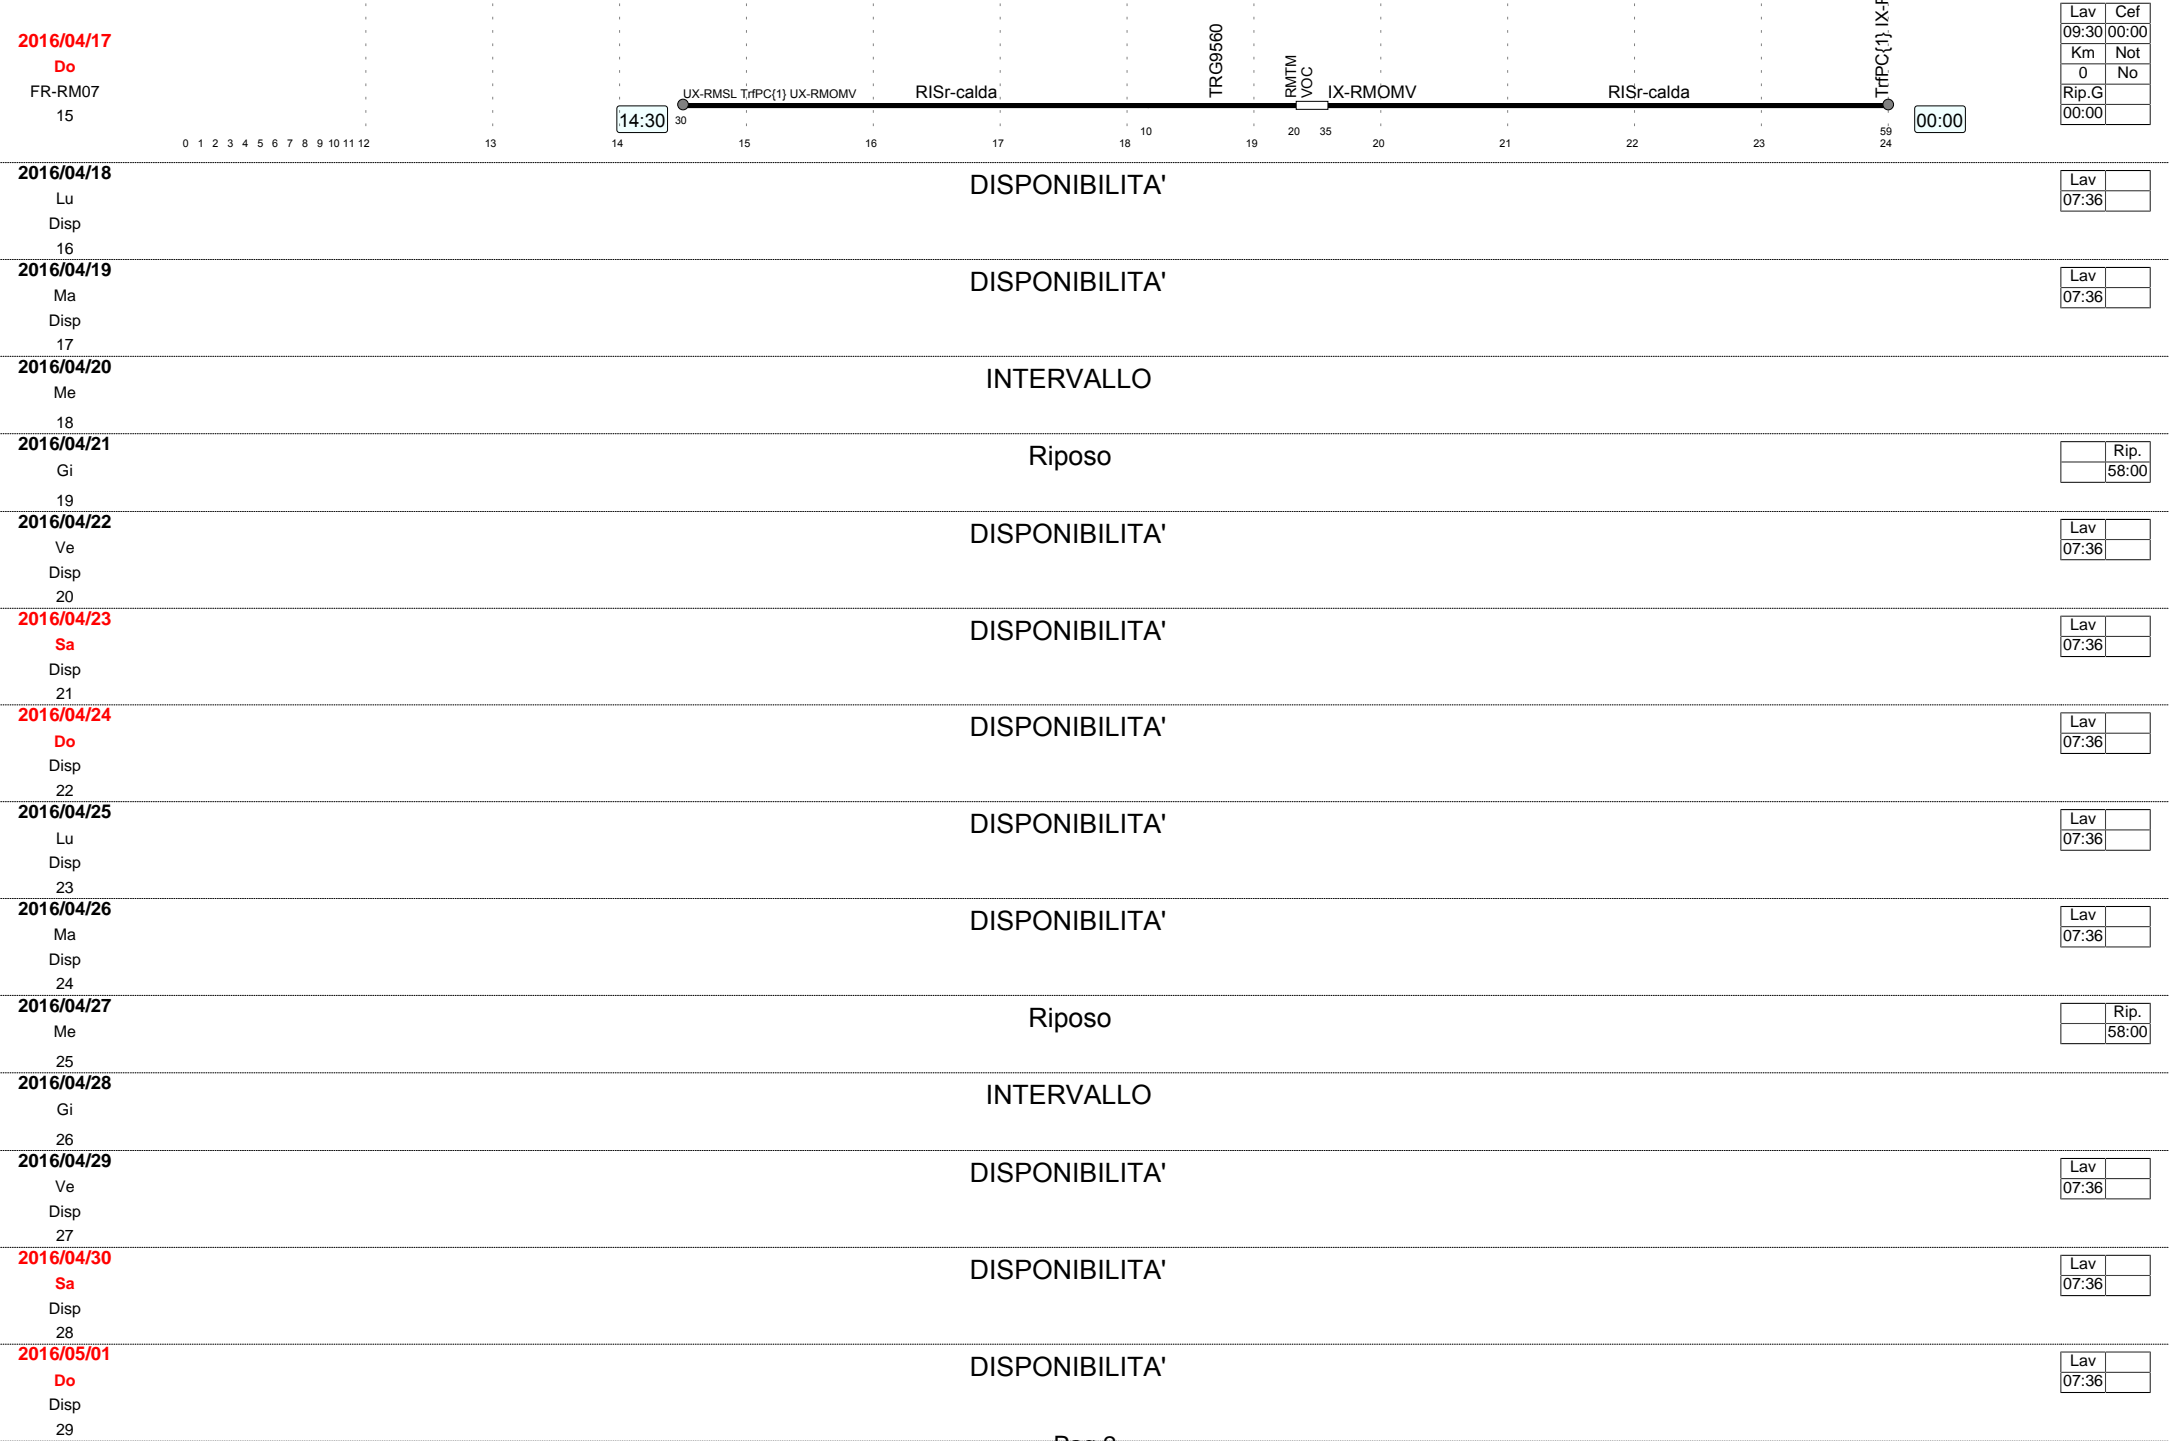 2016/04/17
Do
FR-RM07
15
14:30
30
UX-RMSL TrfPC{1} UX-RMOMV
RISr-calda
TRG9560
RMTM
VOC
IX-RMOMV
RISr-calda
TrfPC{1}
00:00
10
20
35
59
0 1 2 3 4 5 6 7 8 9 10 11 12 13 14 15 16 17 18 19 20 21 22 23 24
Lav Cef
09:30 00:00
Km Not
0 No
Rip.G
00:00
2016/04/18
Lu
Disp
16
DISPONIBILITA'
Lav
07:36
2016/04/19
Ma
Disp
17
DISPONIBILITA'
Lav
07:36
2016/04/20
Me
18
INTERVALLO
2016/04/21
Gi
19
Riposo
Rip.
58:00
2016/04/22
Ve
Disp
20
DISPONIBILITA'
Lav
07:36
2016/04/23
Sa
Disp
21
DISPONIBILITA'
Lav
07:36
2016/04/24
Do
Disp
22
DISPONIBILITA'
Lav
07:36
2016/04/25
Lu
Disp
23
DISPONIBILITA'
Lav
07:36
2016/04/26
Ma
Disp
24
DISPONIBILITA'
Lav
07:36
2016/04/27
Me
25
Riposo
Rip.
58:00
2016/04/28
Gi
26
INTERVALLO
2016/04/29
Ve
Disp
27
DISPONIBILITA'
Lav
07:36
2016/04/30
Sa
Disp
28
DISPONIBILITA'
Lav
07:36
2016/05/01
Do
Disp
29
DISPONIBILITA'
Lav
07:36